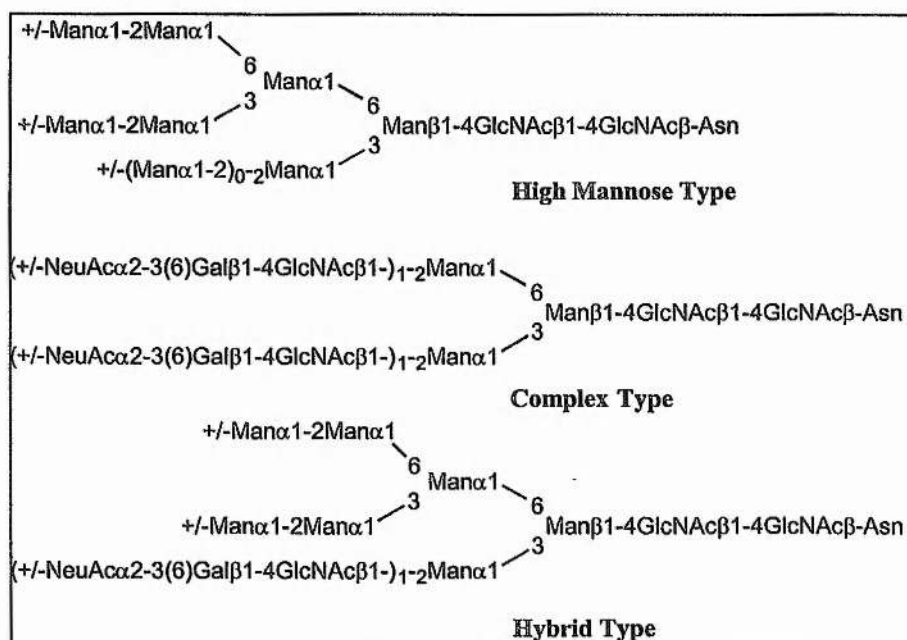 +/-Manα1-2Manα1
6
Manα1
3
6
+/-Manα1-2Manα1
Manβ1-4GlcNAcβ1-4GlcNAcβ-Asn
3
+/-(Manα1-2)0-2Manα1
High Mannose Type
(+/-NeuAcα2-3(6)Galβ1-4GlcNAcβ1-)1-2Manα1
6
Manβ1-4GlcNAcβ1-4GlcNAcβ-Asn
3
(+/-NeuAcα2-3(6)Galβ1-4GlcNAcβ1-)1-2Manα1
Complex Type
+/-Manα1-2Manα1
6
Manα1
3
6
+/-Manα1-2Manα1
Manβ1-4GlcNAcβ1-4GlcNAcβ-Asn
3
(+/-NeuAcα2-3(6)Galβ1-4GlcNAcβ1-)1-2Manα1
Hybrid Type